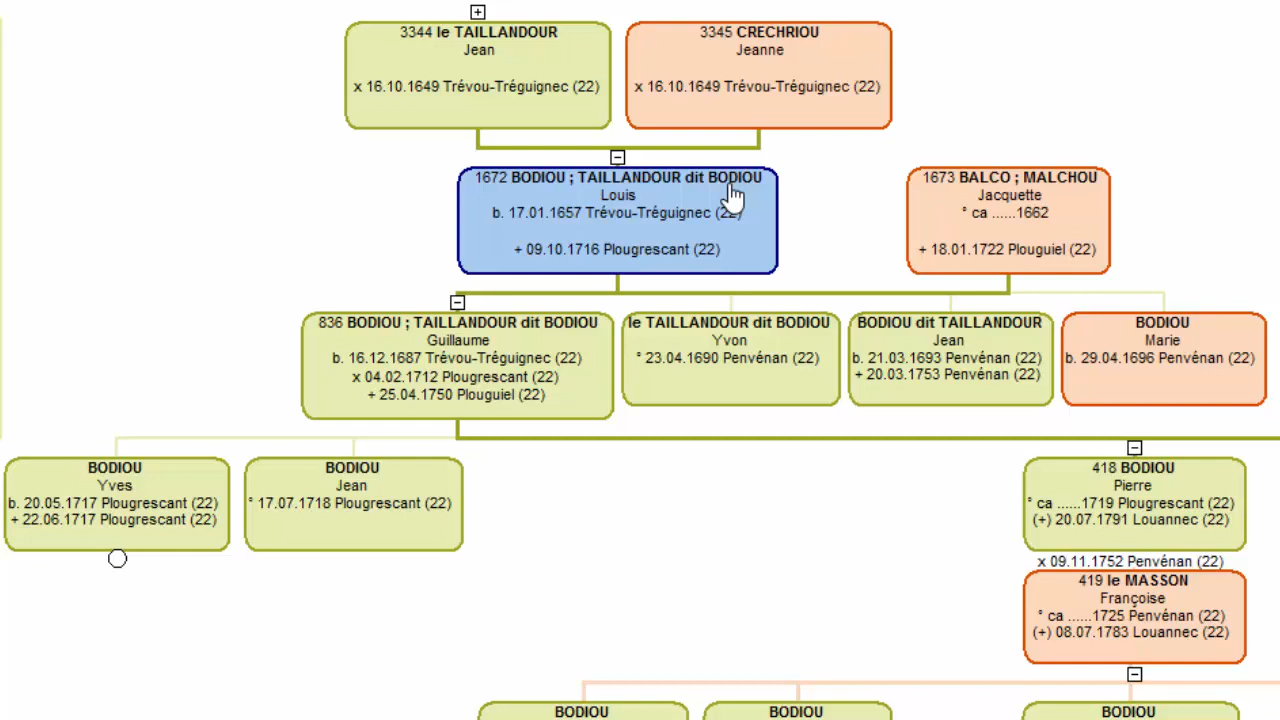 3344 le TAILLANDOUR
Jean
x 16.10.1649 Trévou-Tréguignec (22)
3345 CRECHRIOU
Jeanne
x 16.10.1649 Trévou-Tréguignec (22)
1672 BODIOU ; TAILLANDOUR dit BODIOU
Louis
b. 17.01.1657 Trévou-Tréguignec (22)
+ 09.10.1716 Plougrescant (22)
1673 BALCO ; MALCHOU
Jacquette
° ca ......1662
+ 18.01.1722 Plouguiel (22)
836 BODIOU ; TAILLANDOUR dit BODIOU
Guillaume
b. 16.12.1687 Trévou-Tréguignec (22)
x 04.02.1712 Plougrescant (22)
+ 25.04.1750 Plouguiel (22)
le TAILLANDOUR dit BODIOU
Yvon
° 23.04.1690 Penvénan (22)
BODIOU dit TAILLANDOUR
Jean
b. 21.03.1693 Penvénan (22)
+ 20.03.1753 Penvénan (22)
BODIOU
Marie
b. 29.04.1696 Penvénan (22)
BODIOU
Yves
b. 20.05.1717 Plougrescant (22)
+ 22.06.1717 Plougrescant (22)
BODIOU
Jean
° 17.07.1718 Plougrescant (22)
418 BODIOU
Pierre
° ca ......1719 Plougrescant (22)
(+) 20.07.1791 Louannec (22)
x 09.11.1752 Penvénan (22)
419 le MASSON
Françoise
° ca ......1725 Penvénan (22)
(+) 08.07.1783 Louannec (22)
BODIOU
BODIOU
BODIOU